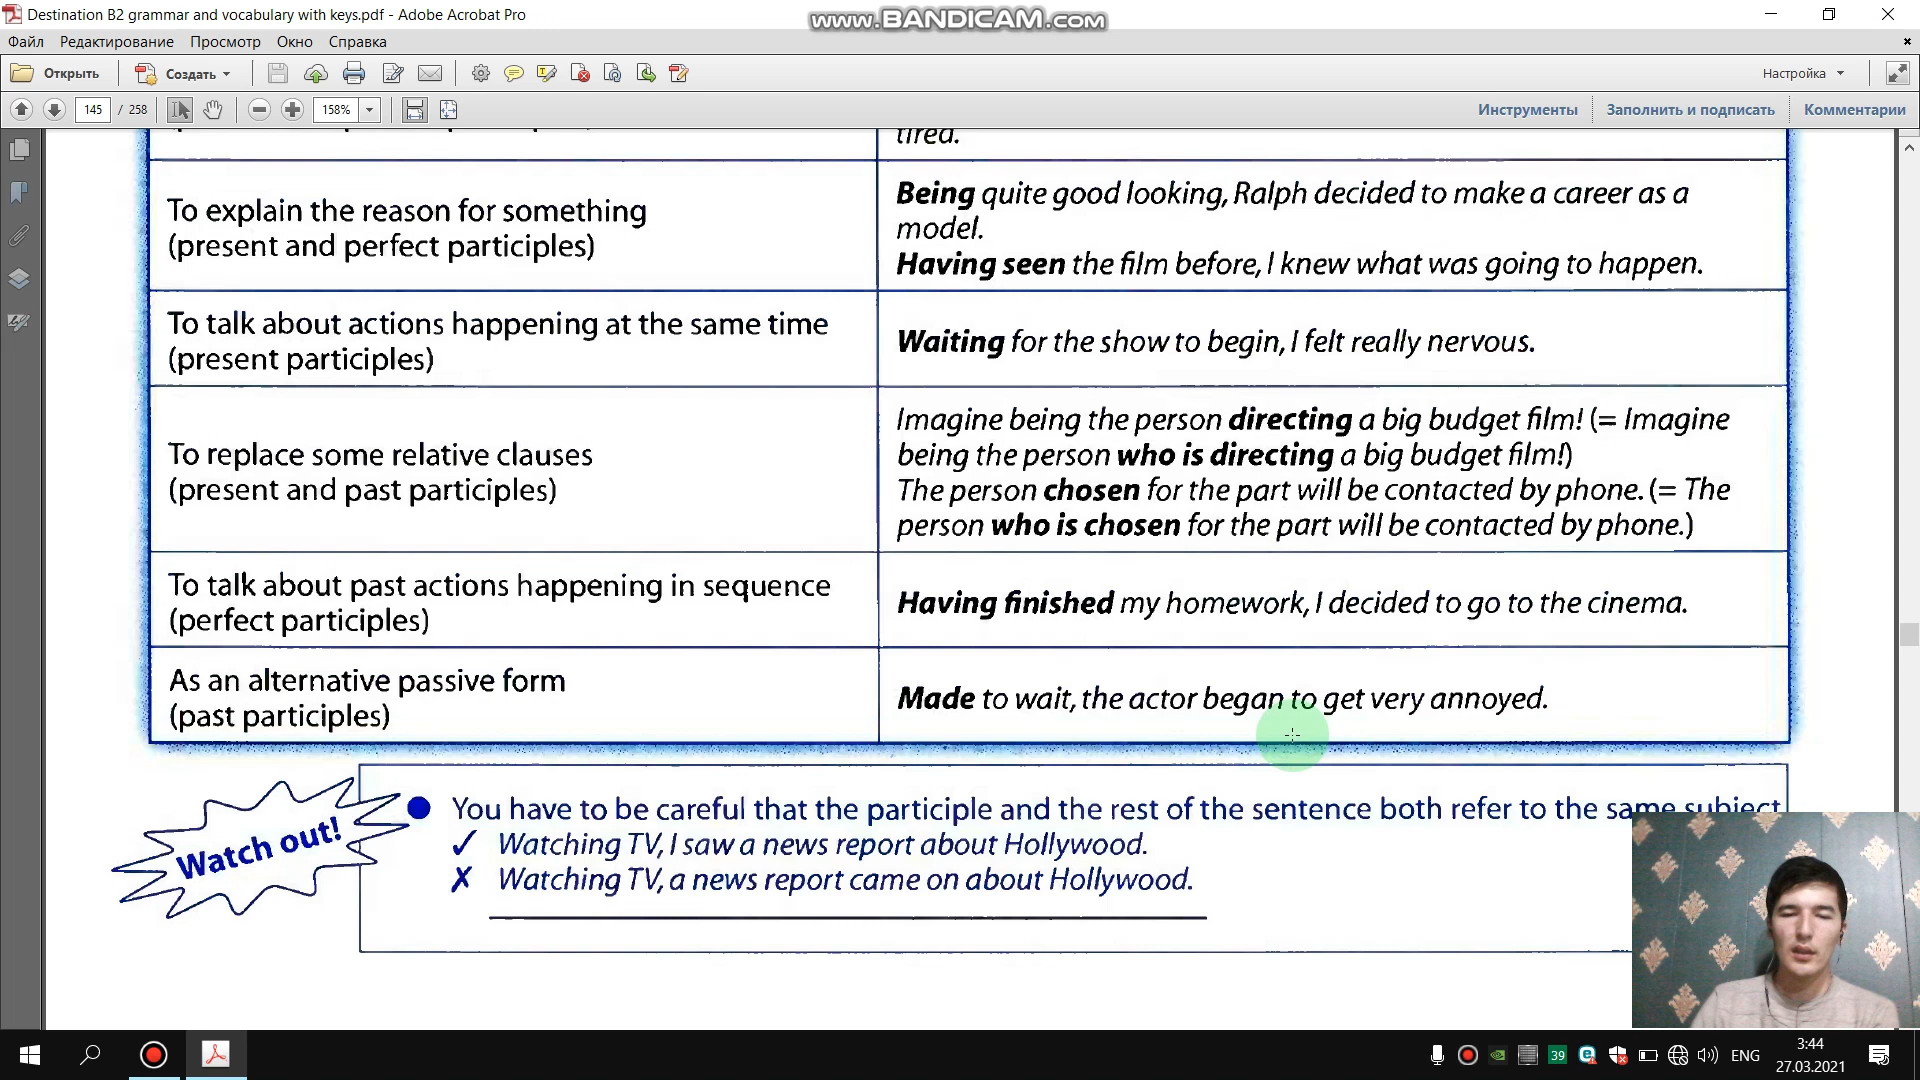 Destination B2 grammar and vocabulary with keys.pdf - Adobe Acrobat Pro
www.BANDICAM.com
Файл Редактирование Просмотр Окно Справка
Открыть Создать Настройка
145 / 258 158% Инструменты Заполнить и подписать Комментарии
tired.
To explain the reason for something
(present and perfect participles)
Being quite good looking, Ralph decided to make a career as a
model.
Having seen the film before, I knew what was going to happen.
To talk about actions happening at the same time
(present participles)
Waiting for the show to begin, I felt really nervous.
To replace some relative clauses
(present and past participles)
Imagine being the person directing a big budget film! (= Imagine
being the person who is directing a big budget film!)
The person chosen for the part will be contacted by phone. (= The
person who is chosen for the part will be contacted by phone.)
To talk about past actions happening in sequence
(perfect participles)
Having finished my homework, I decided to go to the cinema.
As an alternative passive form
(past participles)
Made to wait, the actor began to get very annoyed.
Watch out!
● You have to be careful that the participle and the rest of the sentence both refer to the same subject
✓ Watching TV, I saw a news report about Hollywood.
✗ Watching TV, a news report came on about Hollywood.
39 ENG 3:44
27.03.2021